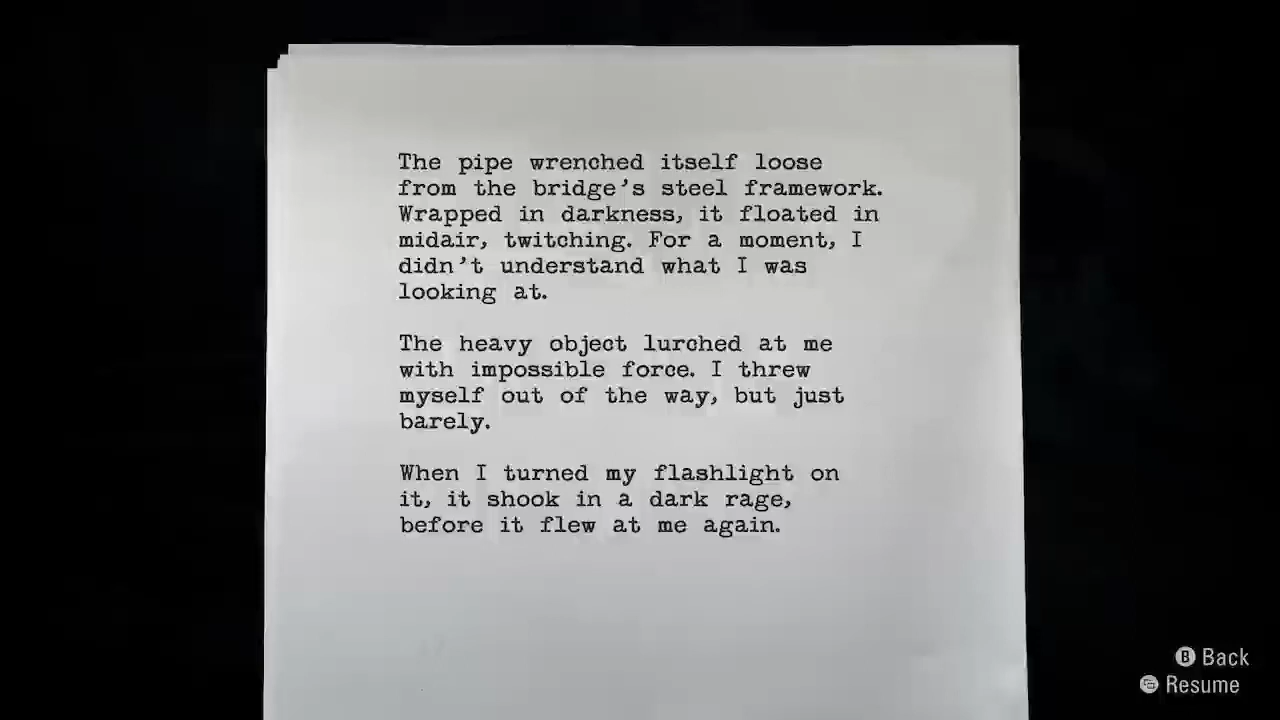 The pipe wrenched itself loose
from the bridge's steel framework.
Wrapped in darkness, it floated in
midair, twitching. For a moment, I
didn't understand what I was
looking at.
The heavy object lurched at me
with impossible force. I threw
myself out of the way, but just
barely.
When I turned my flashlight on
it, it shook in a dark rage,
before it flew at me again.
B Back
Resume